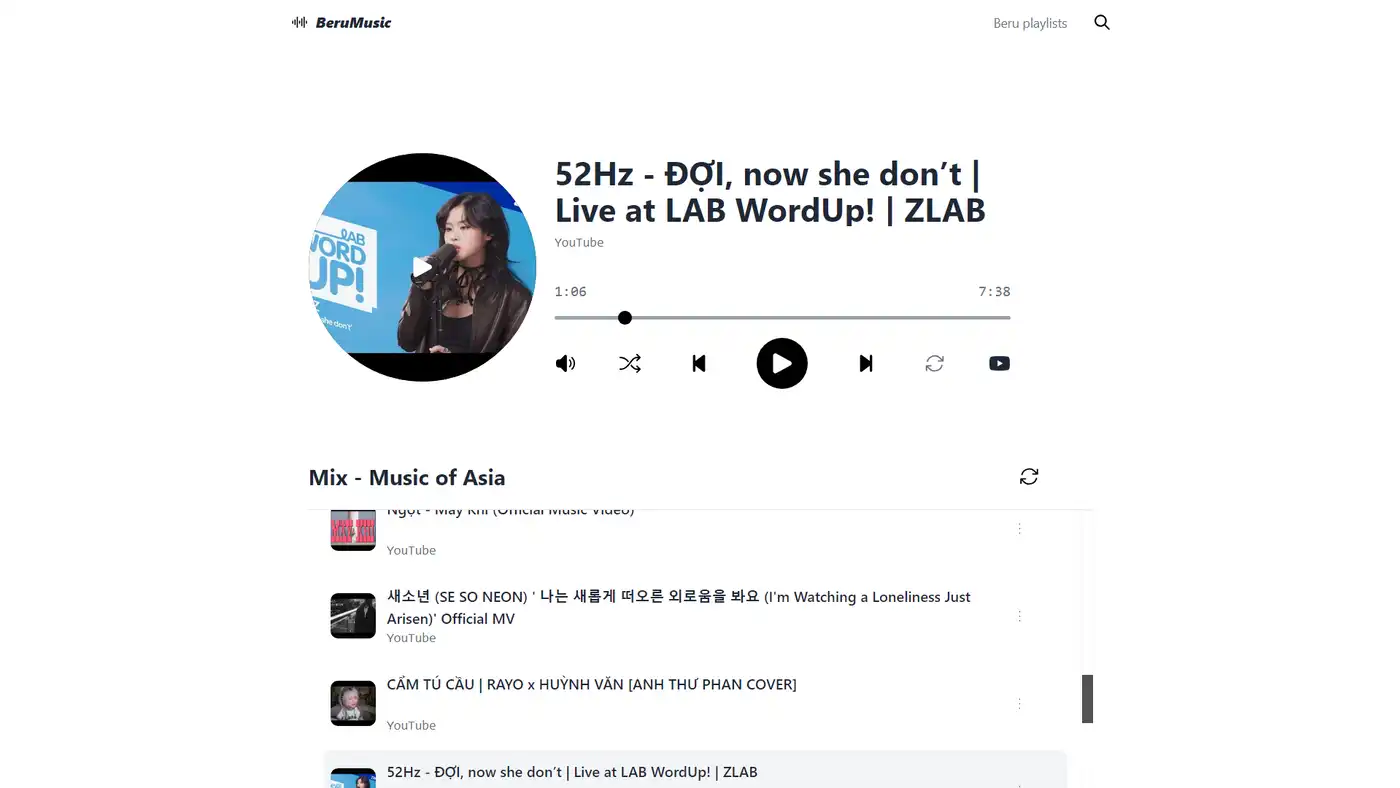 BeruMusic
Beru playlists
LAB
WORD
UP!
she don't'
52Hz - ĐỢI, now she don’t |
Live at LAB WordUp! | ZLAB
YouTube
1:06
7:38
Mix - Music of Asia
Ngọt - Mấy Khi (Official Music Video)
YouTube
새소년 (SE SO NEON) ' 나는 새롭게 떠오른 외로움을 봐요 (I'm Watching a Loneliness Just
Arisen)' Official MV
YouTube
CẨM TÚ CẦU | RAYO x HUỲNH VĂN [ANH THƯ PHAN COVER]
YouTube
52Hz - ĐỢI, now she don’t | Live at LAB WordUp! | ZLAB